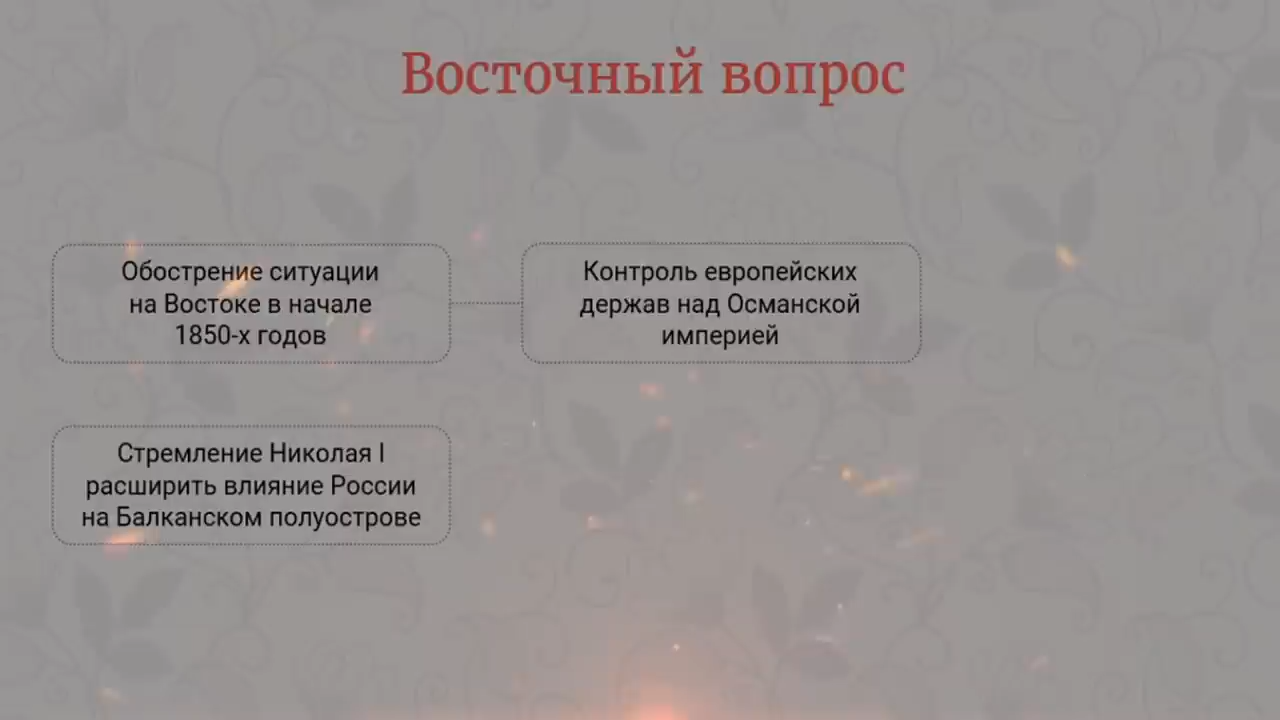 Восточный вопрос
Обострение ситуации
на Востоке в начале
1850-х годов
Контроль европейских
держав над Османской
империей
Стремление Николая I
расширить влияние России
на Балканском полуострове